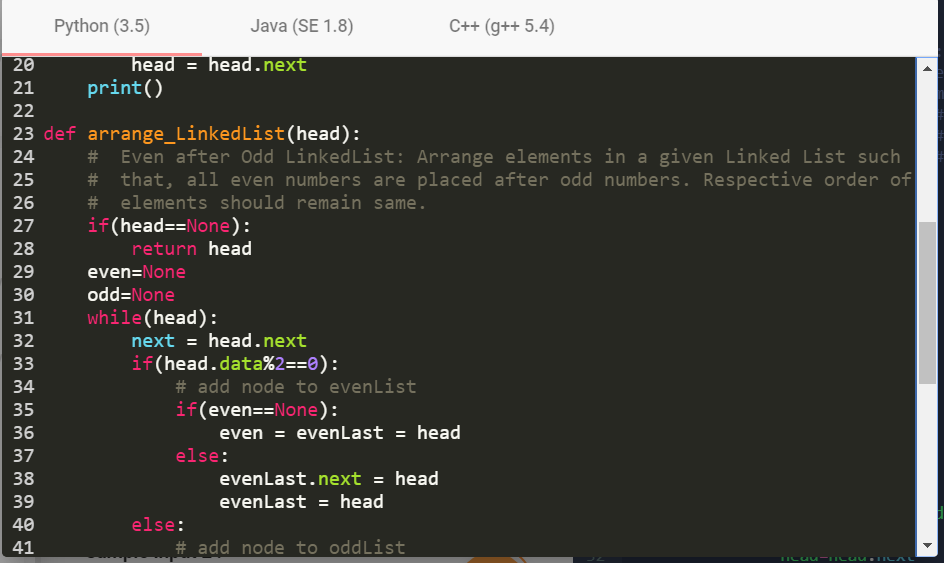 Python (3.5) Java (SE 1.8) C++ (g++ 5.4)
20         head = head.next
21     print()
22
23 def arrange_LinkedList(head):
24     #  Even after Odd LinkedList: Arrange elements in a given Linked List such
25     #  that, all even numbers are placed after odd numbers. Respective order of
26     #  elements should remain same.
27     if(head==None):
28         return head
29     even=None
30     odd=None
31     while(head):
32         next = head.next
33         if(head.data%2==0):
34             # add node to evenList
35             if(even==None):
36                 even = evenLast = head
37             else:
38                 evenLast.next = head
39                 evenLast = head
40         else:
41             # add node to oddList